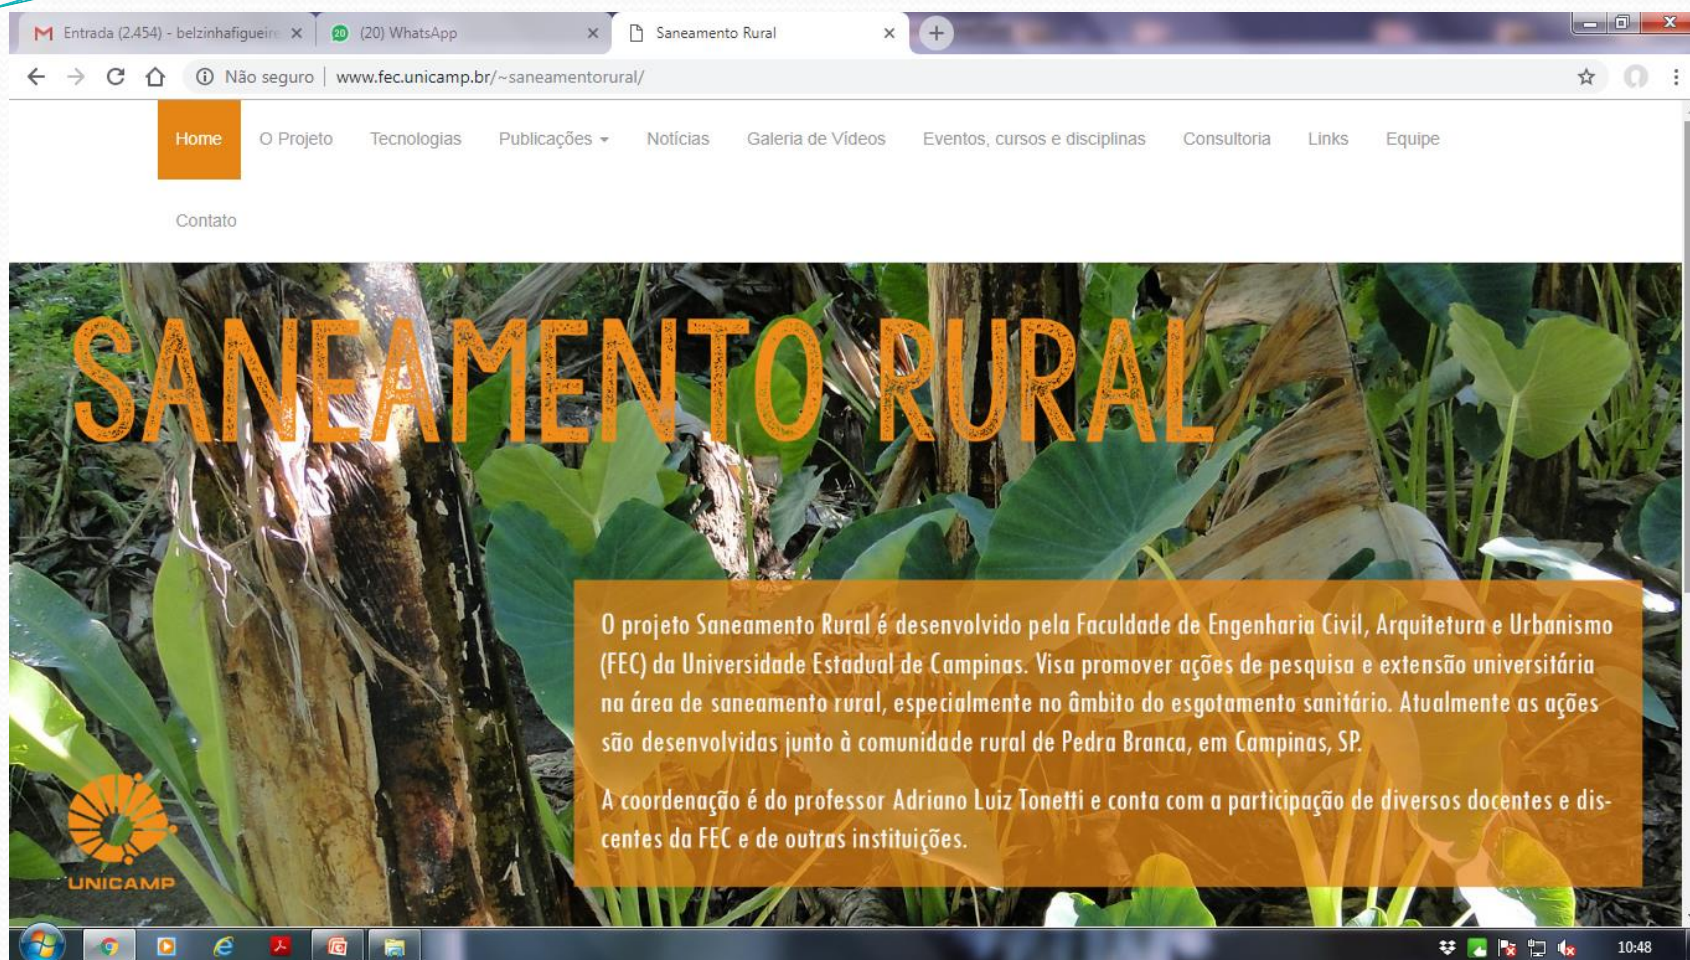 Entrada (2.454) - belzinhafigueire
20 (20) WhatsApp
Saneamento Rural
Não seguro | www.fec.unicamp.br/~saneamentorural/
Home O Projeto Tecnologias Publicações Notícias Galeria de Vídeos Eventos, cursos e disciplinas Consultoria Links Equipe
Contato
SANEAMENTO RURAL
O projeto Saneamento Rural é desenvolvido pela Faculdade de Engenharia Civil, Arquitetura e Urbanismo
(FEC) da Universidade Estadual de Campinas. Visa promover ações de pesquisa e extensão universitária
na área de saneamento rural, especialmente no âmbito do esgotamento sanitário. Atualmente as ações
são desenvolvidas junto à comunidade rural de Pedra Branca, em Campinas, SP.
A coordenação é do professor Adriano Luiz Tonetti e conta com a participação de diversos docentes e dis-
centes da FEC e de outras instituições.
UNICAMP
10:48